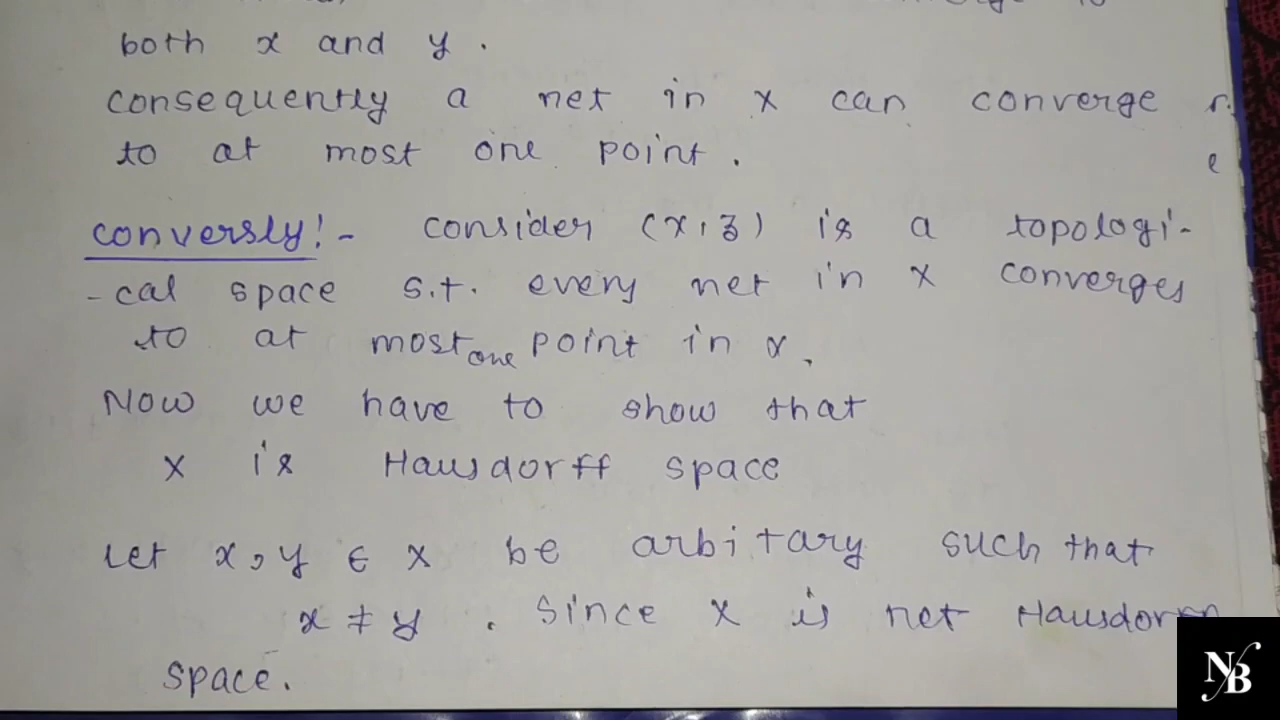 both x and y .
consequently a net in X can converge
to at most one point .
conversly:- consider (X, ℑ) is a topologi-
-cal space s.t. every net in X converges
to at most one point in X.
Now we have to show that
X is Hausdorff space
Let x, y ∈ X be arbitary such that
x ≠ y . Since X is net Hausdorff
space.
NB